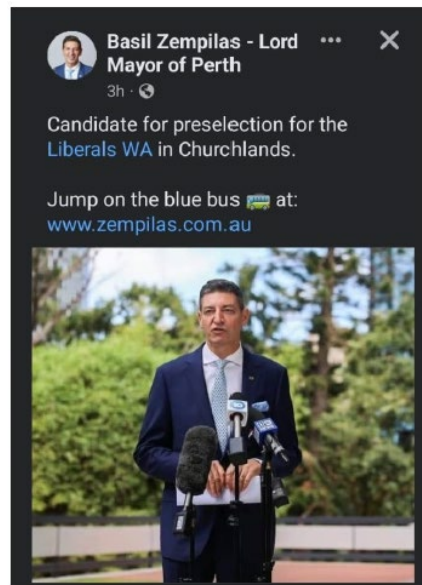 Basil Zempilas - Lord
Mayor of Perth
3h
Candidate for preselection for the
Liberals WA in Churchlands.
Jump on the blue bus 🚌 at:
www.zempilas.com.au